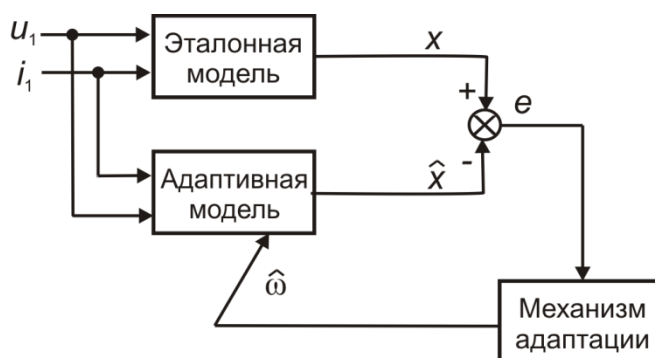 u₁
i₁
Эталонная
модель
x
+
e
-
Адаптивная
модель
x̂
ω̂
Механизм
адаптации